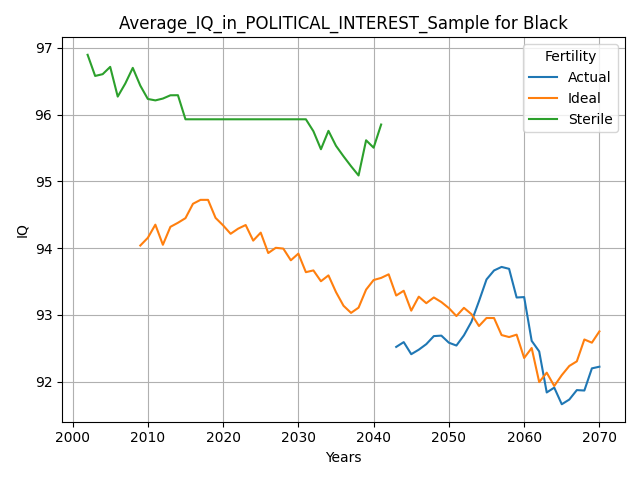 Average_IQ_in_POLITICAL_INTEREST_Sample for Black
Fertility
Actual
Ideal
Sterile
97
96
95
94
93
92
IQ
2000
2010
2020
2030
2040
2050
2060
2070
Years